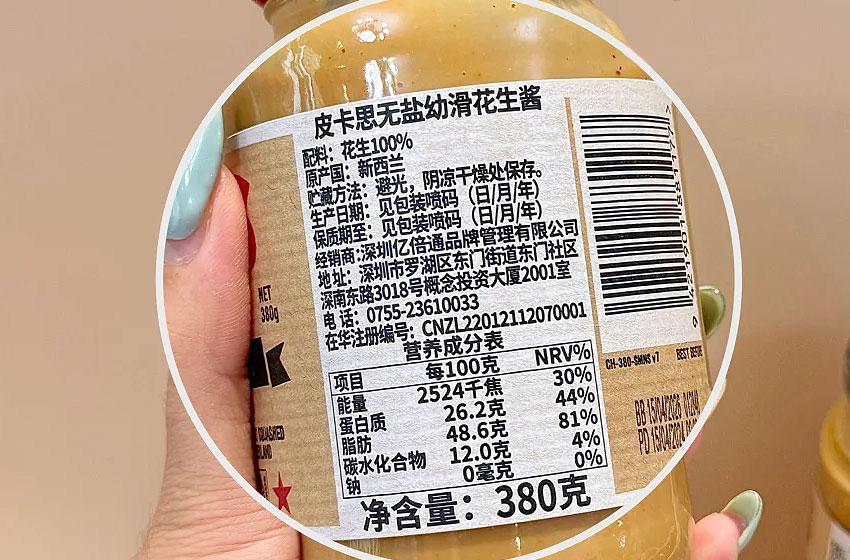 皮卡思无盐幼滑花生酱
配料：花生100%
原产国：新西兰
贮藏方法：避光，阴凉干燥处保存。
生产日期：见包装喷码（日/月/年）
保质期至：见包装喷码（日/月/年）
经销商:深圳亿倍通品牌管理有限公司
地址：深圳市罗湖区东门街道东门社区
深南东路3018号概念投资大厦2001室
电话：0755-23610033
在华注册编号：CNZL22012112070001
营养成分表
项目 每100克 NRV%
能量 2524千焦 30%
蛋白质 26.2克 44%
脂肪 48.6克 81%
碳水化合物 12.0克 4%
钠 0毫克 0%
净含量：380克
NET
380g
SQUASHED
CH-380-SMNS v7
BEST BEFORE
BB 15/04/2026
PD 15/04/2024